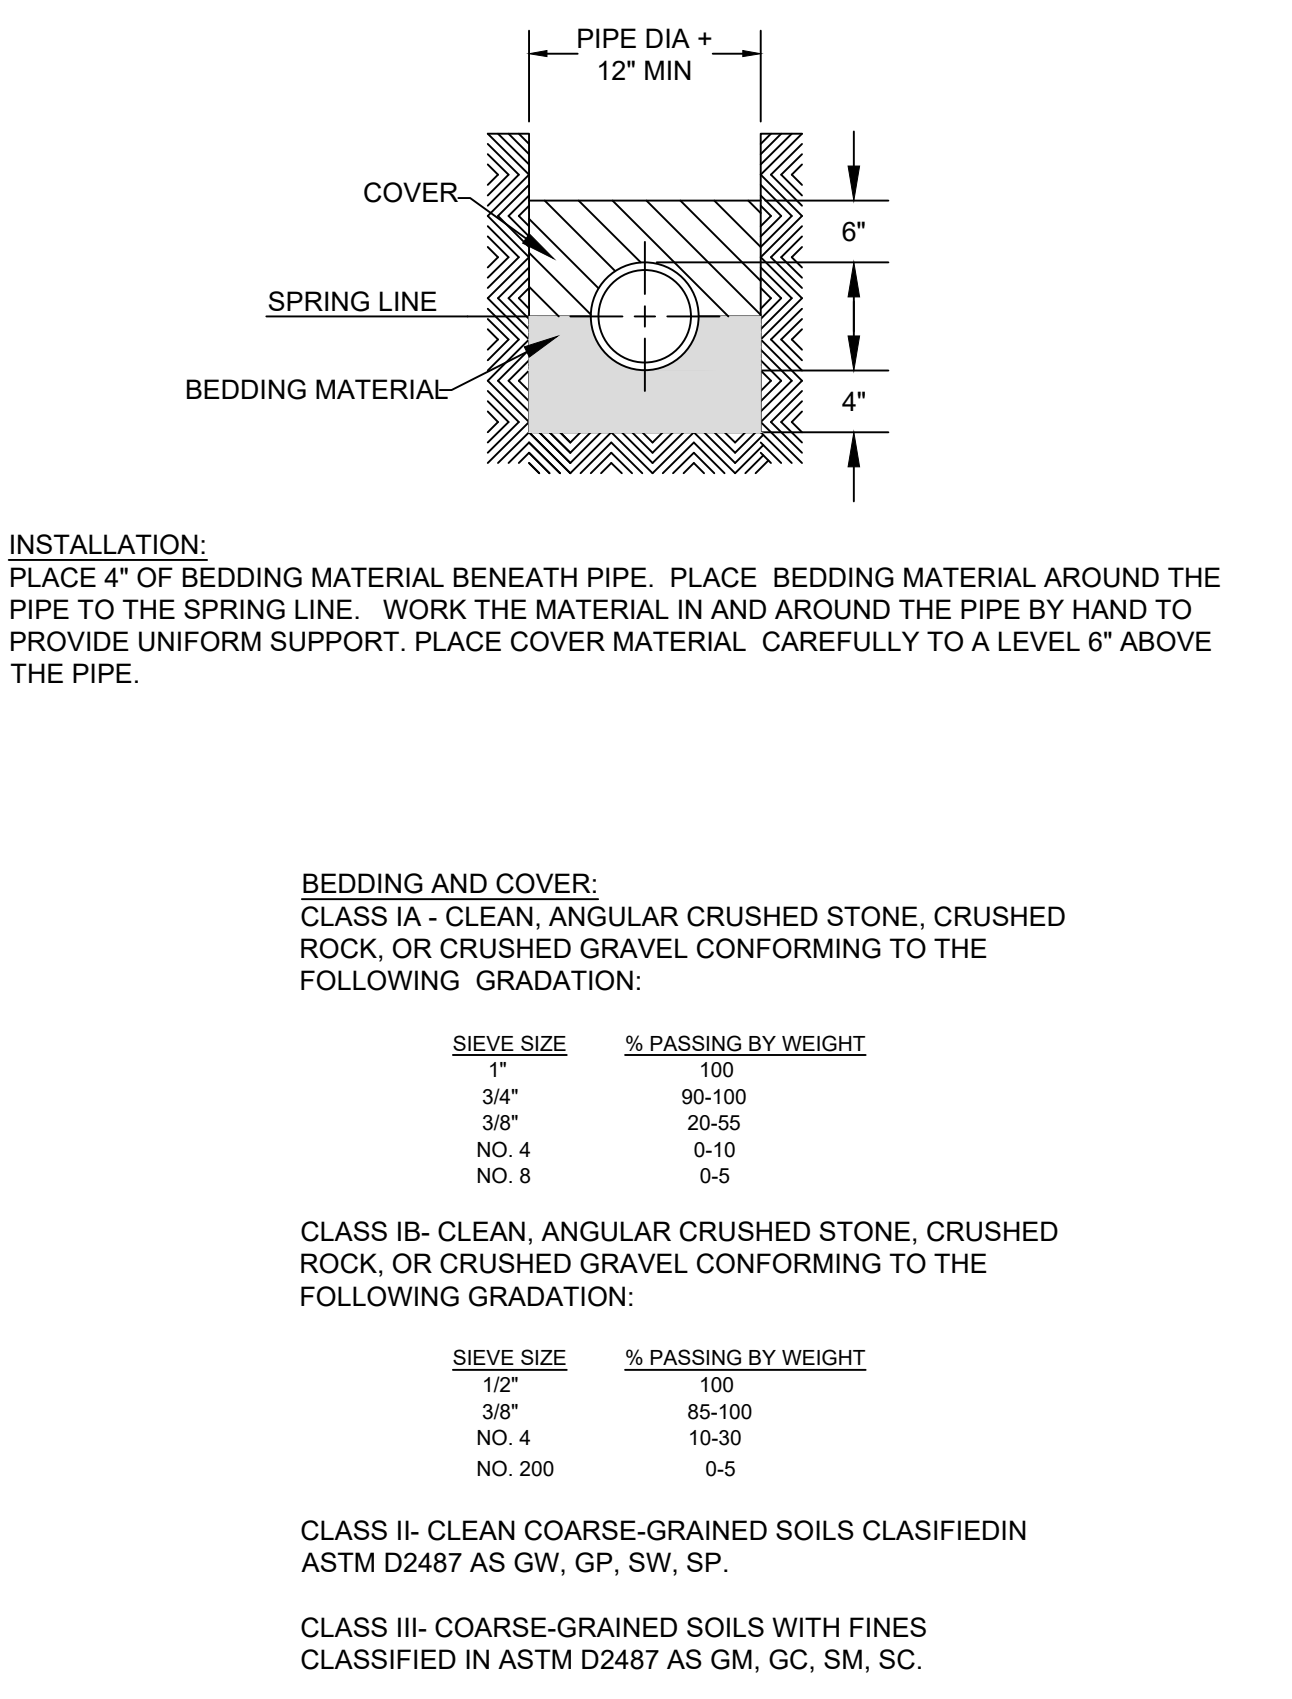 PIPE DIA +
12" MIN
COVER
6"
SPRING LINE
BEDDING MATERIAL
4"
INSTALLATION:
PLACE 4" OF BEDDING MATERIAL BENEATH PIPE. PLACE BEDDING MATERIAL AROUND THE
PIPE TO THE SPRING LINE. WORK THE MATERIAL IN AND AROUND THE PIPE BY HAND TO
PROVIDE UNIFORM SUPPORT. PLACE COVER MATERIAL CAREFULLY TO A LEVEL 6" ABOVE
THE PIPE.
BEDDING AND COVER:
CLASS IA - CLEAN, ANGULAR CRUSHED STONE, CRUSHED
ROCK, OR CRUSHED GRAVEL CONFORMING TO THE
FOLLOWING GRADATION:
SIEVE SIZE % PASSING BY WEIGHT
1" 100
3/4" 90-100
3/8" 20-55
NO. 4 0-10
NO. 8 0-5
CLASS IB- CLEAN, ANGULAR CRUSHED STONE, CRUSHED
ROCK, OR CRUSHED GRAVEL CONFORMING TO THE
FOLLOWING GRADATION:
SIEVE SIZE % PASSING BY WEIGHT
1/2" 100
3/8" 85-100
NO. 4 10-30
NO. 200 0-5
CLASS II- CLEAN COARSE-GRAINED SOILS CLASIFIEDIN
ASTM D2487 AS GW, GP, SW, SP.
CLASS III- COARSE-GRAINED SOILS WITH FINES
CLASSIFIED IN ASTM D2487 AS GM, GC, SM, SC.